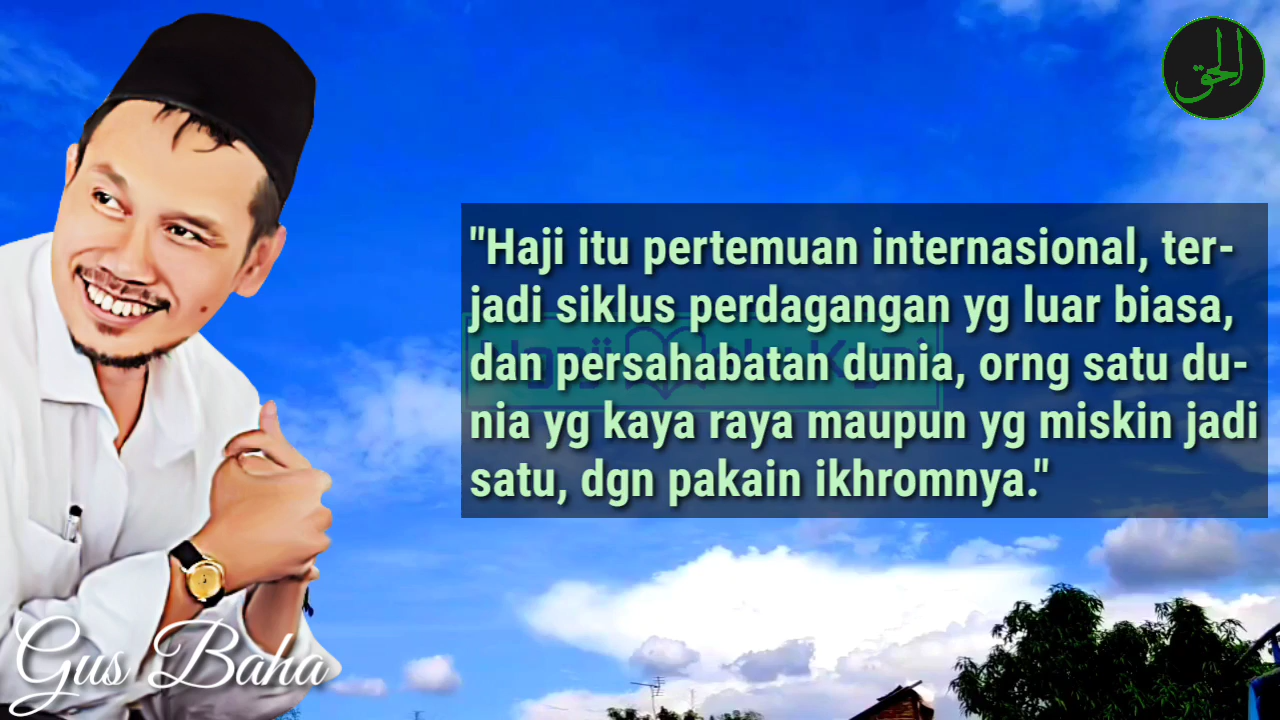 الحق
"Haji itu pertemuan internasional, ter-
jadi siklus perdagangan yg luar biasa,
dan persahabatan dunia, orng satu du-
nia yg kaya raya maupun yg miskin jadi
satu, dgn pakain ikhromnya."
Gus Baha